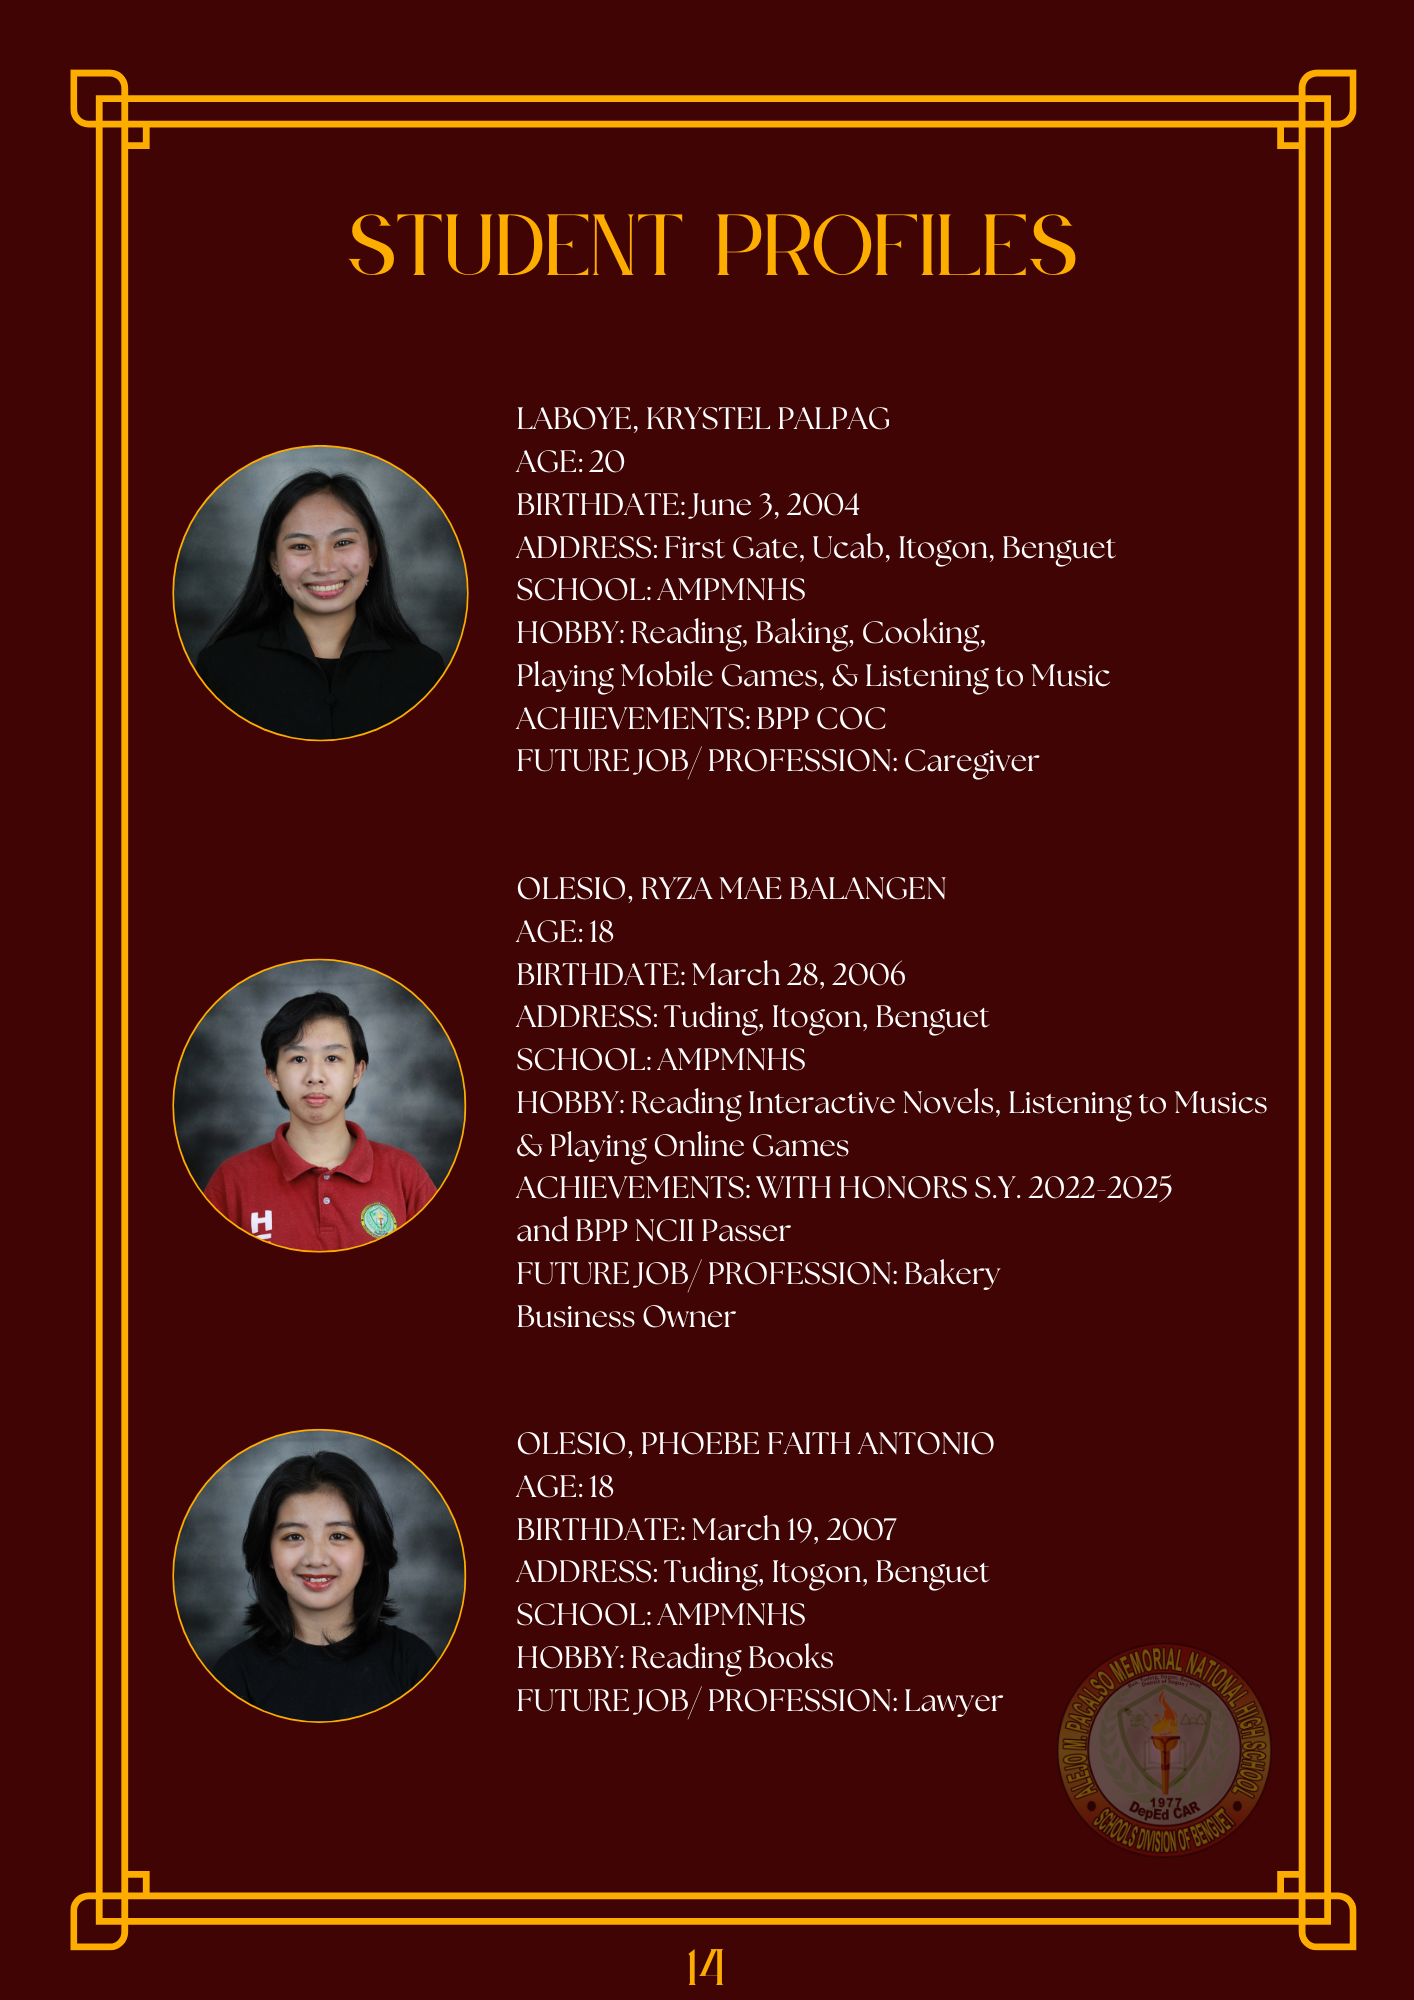 STUDENT PROFILES
LABOYE, KRYSTEL PALPAG
AGE: 20
BIRTHDATE: June 3, 2004
ADDRESS: First Gate, Ucab, Itogon, Benguet
SCHOOL: AMPMNHS
HOBBY: Reading, Baking, Cooking,
Playing Mobile Games, & Listening to Music
ACHIEVEMENTS: BPP COC
FUTURE JOB/ PROFESSION: Caregiver
OLESIO, RYZA MAE BALANGEN
AGE: 18
BIRTHDATE: March 28, 2006
ADDRESS: Tuding, Itogon, Benguet
SCHOOL: AMPMNHS
HOBBY: Reading Interactive Novels, Listening to Musics
& Playing Online Games
ACHIEVEMENTS: WITH HONORS S.Y. 2022-2025
and BPP NCII Passer
FUTURE JOB/ PROFESSION: Bakery
Business Owner
OLESIO, PHOEBE FAITH ANTONIO
AGE: 18
BIRTHDATE: March 19, 2007
ADDRESS: Tuding, Itogon, Benguet
SCHOOL: AMPMNHS
HOBBY: Reading Books
FUTURE JOB/ PROFESSION: Lawyer
ALEJO M. PACALSO MEMORIAL NATIONAL HIGH SCHOOL
1977
DepEd CAR
SCHOOLS DIVISION OF BENGUET
14